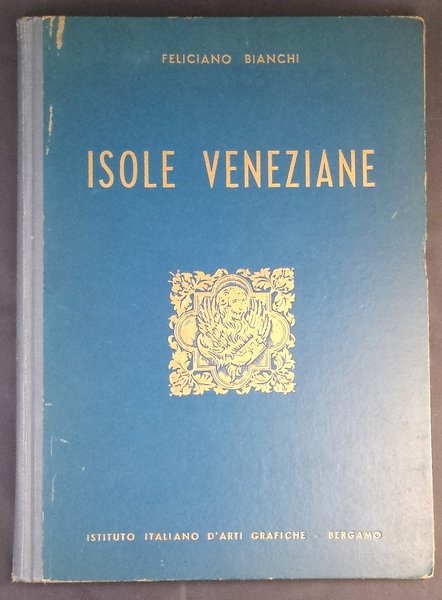 FELICIANO BIANCHI
ISOLE VENEZIANE
ISTITUTO ITALIANO D'ARTI GRAFICHE - BERGAMO